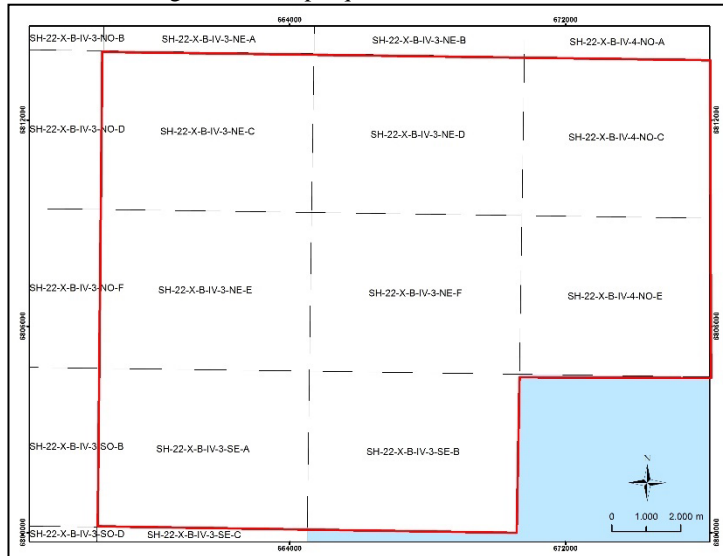 664000
672000
SH-22-X-B-IV-3-NO-B
SH-22-X-B-IV-3-NE-A
SH-22-X-B-IV-3-NE-B
SH-22-X-B-IV-4-NO-A
6812000
6812000
SH-22-X-B-IV-3-NO-D
SH-22-X-B-IV-3-NE-C
SH-22-X-B-IV-3-NE-D
SH-22-X-B-IV-4-NO-C
SH-22-X-B-IV-3-NO-F
SH-22-X-B-IV-3-NE-E
SH-22-X-B-IV-3-NE-F
SH-22-X-B-IV-4-NO-E
SH-22-X-B-IV-3-SO-B
SH-22-X-B-IV-3-SE-A
SH-22-X-B-IV-3-SE-B
N
0 1.000 2.000 m
SH-22-X-B-IV-3-SO-D
SH-22-X-B-IV-3-SE-C
664000
672000